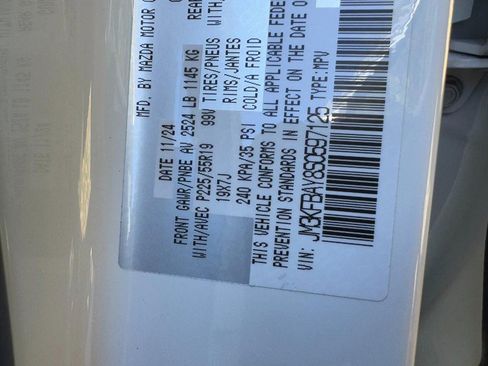 MFD. BY MAZDA MOTOR
DATE 11/24
FRONT GAWR/PNBE AV 2524 LB 1145 KG
WITH/AVEC P225/55R19 99V TIRES/PNEUS WITH/
19X7J RIMS/JANTES
240 KPA/35 PSI COLD/A FROID
THIS VEHICLE CONFORMS TO ALL APPLICABLE FEDE
PREVENTION STANDARDS IN EFFECT ON THE DATE O
VIN: JM3KFBAY8S0597125 TYPE: MPV